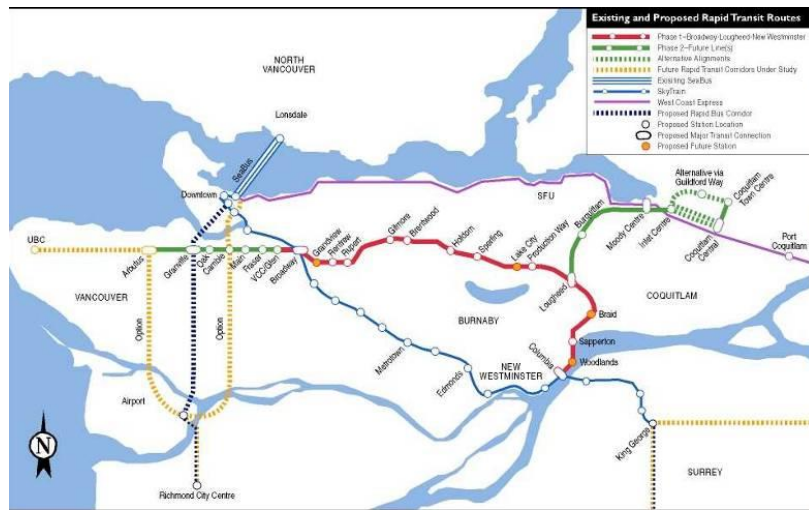 Existing and Proposed Rapid Transit Routes
Phase 1–Broadway-Lougheed-New Westminster
Phase 2–Future Line(s)
Alternative Alignments
Future Rapid Transit Corridors Under Study
Existing SeaBus
SkyTrain
West Coast Express
Proposed Rapid Bus Corridor
Proposed Station Location
Proposed Major Transit Connection
Proposed Future Station
NORTH
VANCOUVER
Lonsdale
SeaBus
Downtown
SFU
Alternative via
Guildford Way
Coquitlam
Town Centre
Moody Centre
Inlet Centre
Coquitlam
Central
Port
Coquitlam
UBC
Arbutus
Granville
Oak
Cambie
Main
Fraser
VCC/Glen
Broadway
Grandview
Renfrew
Rupert
Gilmore
Brentwood
Holdom
Sperling
Lake City
Production Way
Burquitlam
Lougheed
VANCOUVER
BURNABY
COQUITLAM
Braid
Sapperton
Woodlands
Option
Option
Metrotown
Edmonds
NEW
WESTMINSTER
Columbia
Airport
N
King George
SURREY
Richmond City Centre